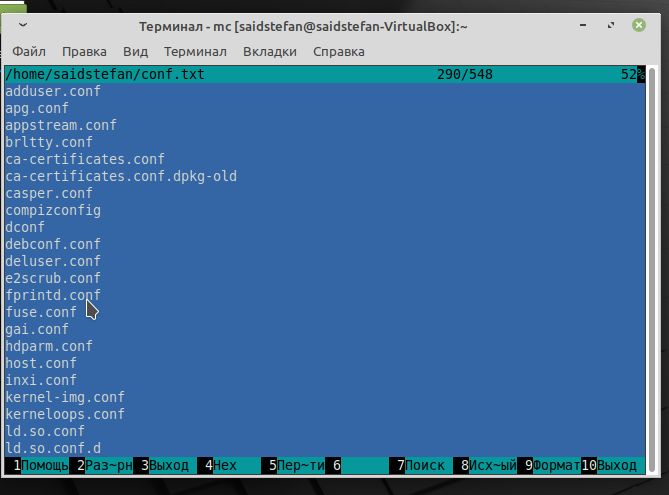 Терминал - mc [saidstefan@saidstefan-VirtualBox]:~
Файл Правка Вид Терминал Вкладки Справка
/home/saidstefan/conf.txt 290/548 52%
adduser.conf
apg.conf
appstream.conf
brltty.conf
ca-certificates.conf
ca-certificates.conf.dpkg-old
casper.conf
compizconfig
dconf
debconf.conf
deluser.conf
e2scrub.conf
fprintd.conf
fuse.conf
gai.conf
hdparm.conf
host.conf
inxi.conf
kernel-img.conf
kerneloops.conf
ld.so.conf
ld.so.conf.d
1Помощь 2Раз~рн 3Выход 4Hex 5Пер~ти 6 7Поиск 8Исх~ый 9Формат 10Выход